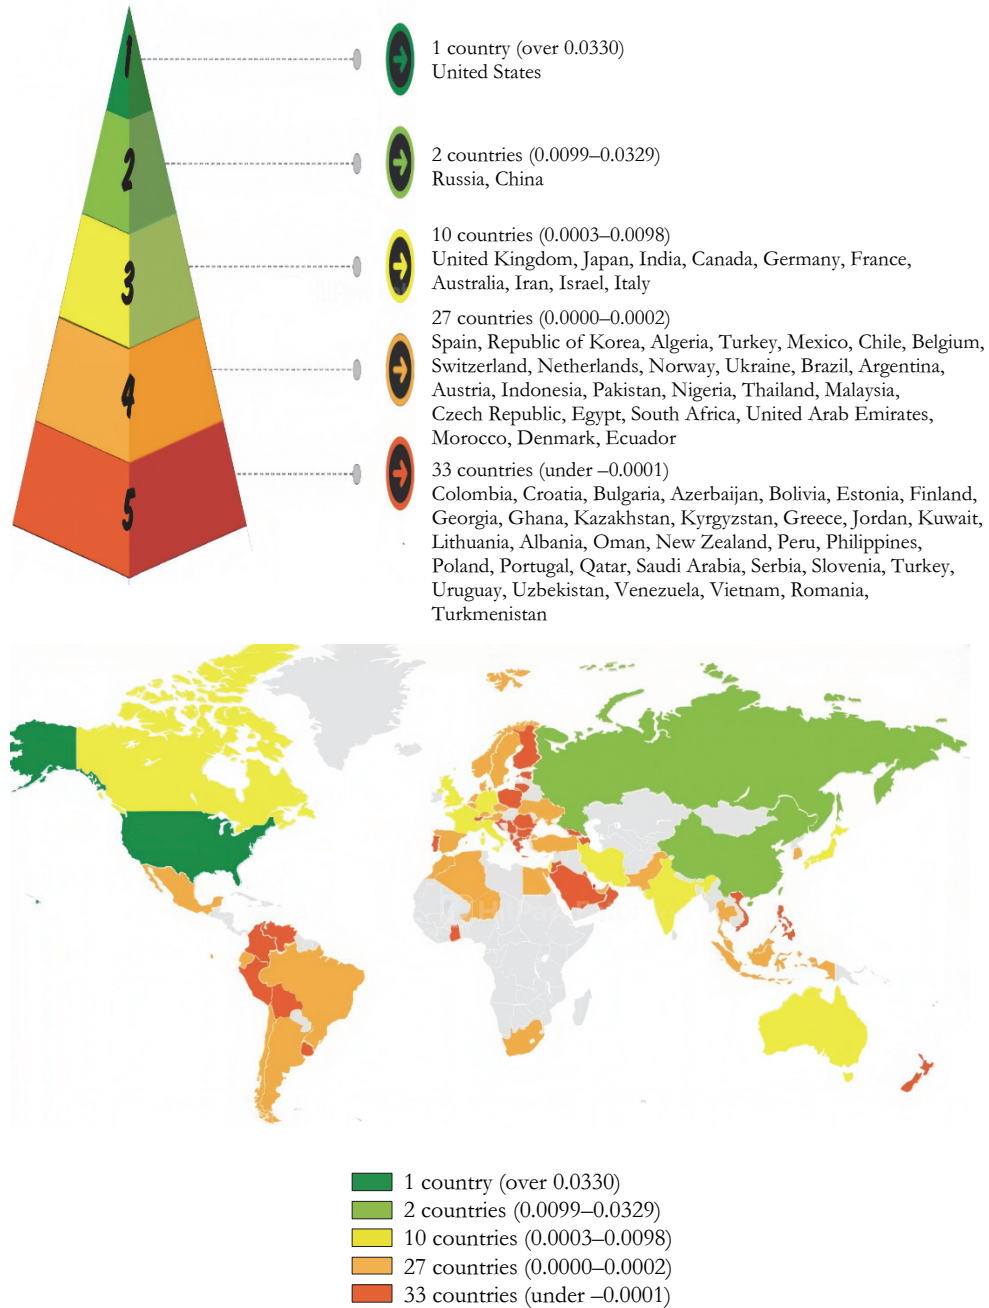 1
1 country (over 0.0330)
United States
2
2 countries (0.0099–0.0329)
Russia, China
3
10 countries (0.0003–0.0098)
United Kingdom, Japan, India, Canada, Germany, France,
Australia, Iran, Israel, Italy
4
27 countries (0.0000–0.0002)
Spain, Republic of Korea, Algeria, Turkey, Mexico, Chile, Belgium,
Switzerland, Netherlands, Norway, Ukraine, Brazil, Argentina,
Austria, Indonesia, Pakistan, Nigeria, Thailand, Malaysia,
Czech Republic, Egypt, South Africa, United Arab Emirates,
Morocco, Denmark, Ecuador
5
33 countries (under –0.0001)
Colombia, Croatia, Bulgaria, Azerbaijan, Bolivia, Estonia, Finland,
Georgia, Ghana, Kazakhstan, Kyrgyzstan, Greece, Jordan, Kuwait,
Lithuania, Albania, Oman, New Zealand, Peru, Philippines,
Poland, Portugal, Qatar, Saudi Arabia, Serbia, Slovenia, Turkey,
Uruguay, Uzbekistan, Venezuela, Vietnam, Romania,
Turkmenistan
1 country (over 0.0330)
2 countries (0.0099–0.0329)
10 countries (0.0003–0.0098)
27 countries (0.0000–0.0002)
33 countries (under –0.0001)